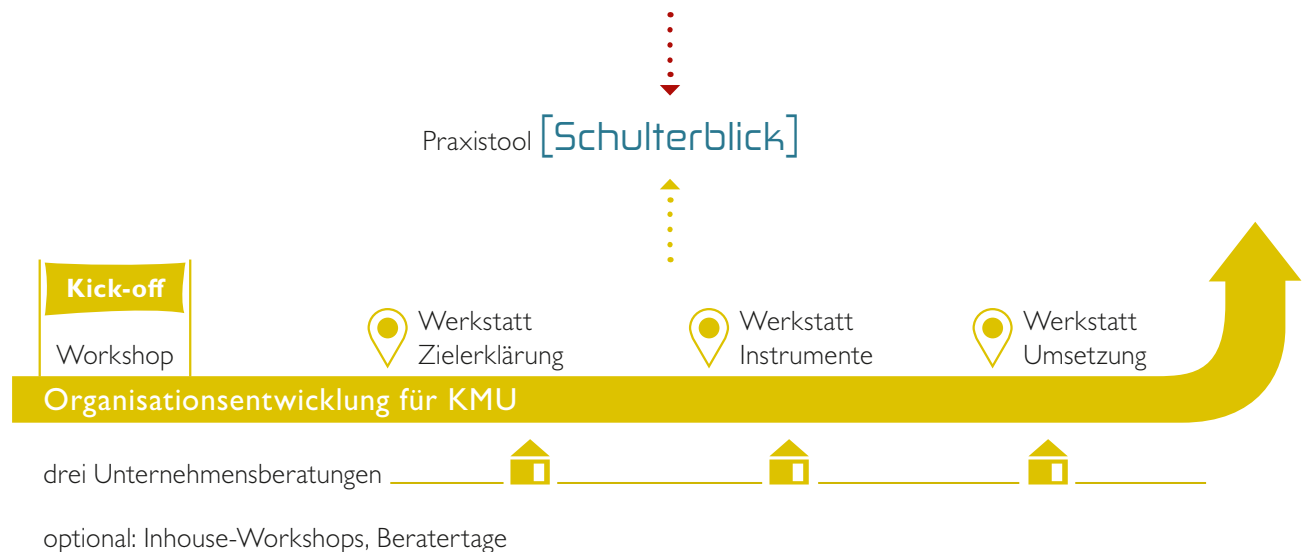 Praxistool [Schulterblick]
Kick-off
Workshop
Werkstatt
Zielerklärung
Werkstatt
Instrumente
Werkstatt
Umsetzung
Organisationsentwicklung für KMU
drei Unternehmensberatungen
optional: Inhouse-Workshops, Beratertage